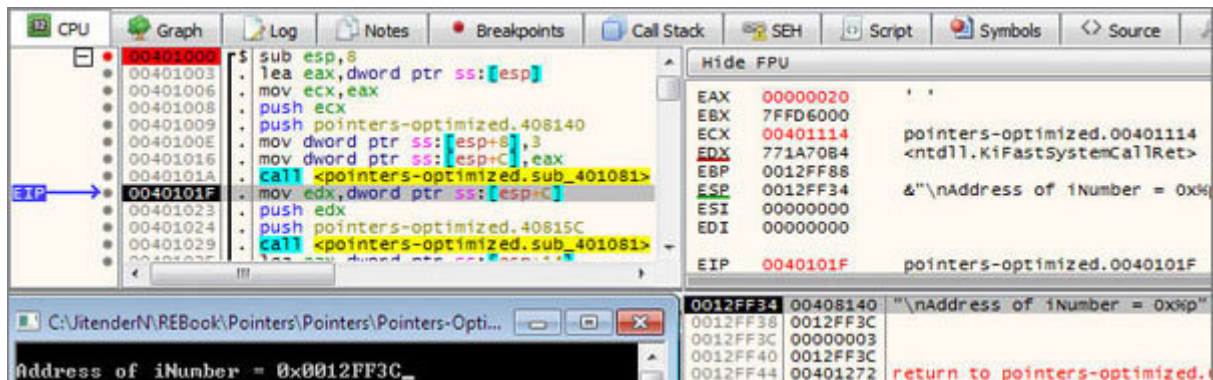 CPU Graph Log Notes Breakpoints Call Stack SEH Script Symbols Source
00401000 $ sub esp,8
00401003 . lea eax,dword ptr ss:[esp]
00401006 . mov ecx,eax
00401008 . push ecx
00401009 . push pointers-optimized.408140
0040100E . mov dword ptr ss:[esp+8],3
00401016 . mov dword ptr ss:[esp+C],eax
0040101A . call <pointers-optimized.sub_401081>
EIP 0040101F . mov edx,dword ptr ss:[esp+C]
00401023 . push edx
00401024 . push pointers-optimized.40815C
00401029 . call <pointers-optimized.sub_401081>
Hide FPU
EAX 00000020 ' '
EBX 7FFD6000
ECX 00401114 pointers-optimized.00401114
EDX 771A70B4 <ntdll.KiFastSystemCallRet>
EBP 0012FF88
ESP 0012FF34 &"\nAddress of iNumber = 0x%p
ESI 00000000
EDI 00000000
EIP 0040101F pointers-optimized.0040101F
C:\JitenderN\REBook\Pointers\Pointers\Pointers-Opti...
Address of iNumber = 0x0012FF3C_
0012FF34 00408140 "\nAddress of iNumber = 0x%p"
0012FF38 0012FF3C
0012FF3C 00000003
0012FF40 0012FF3C
0012FF44 00401272 return to pointers-optimized.